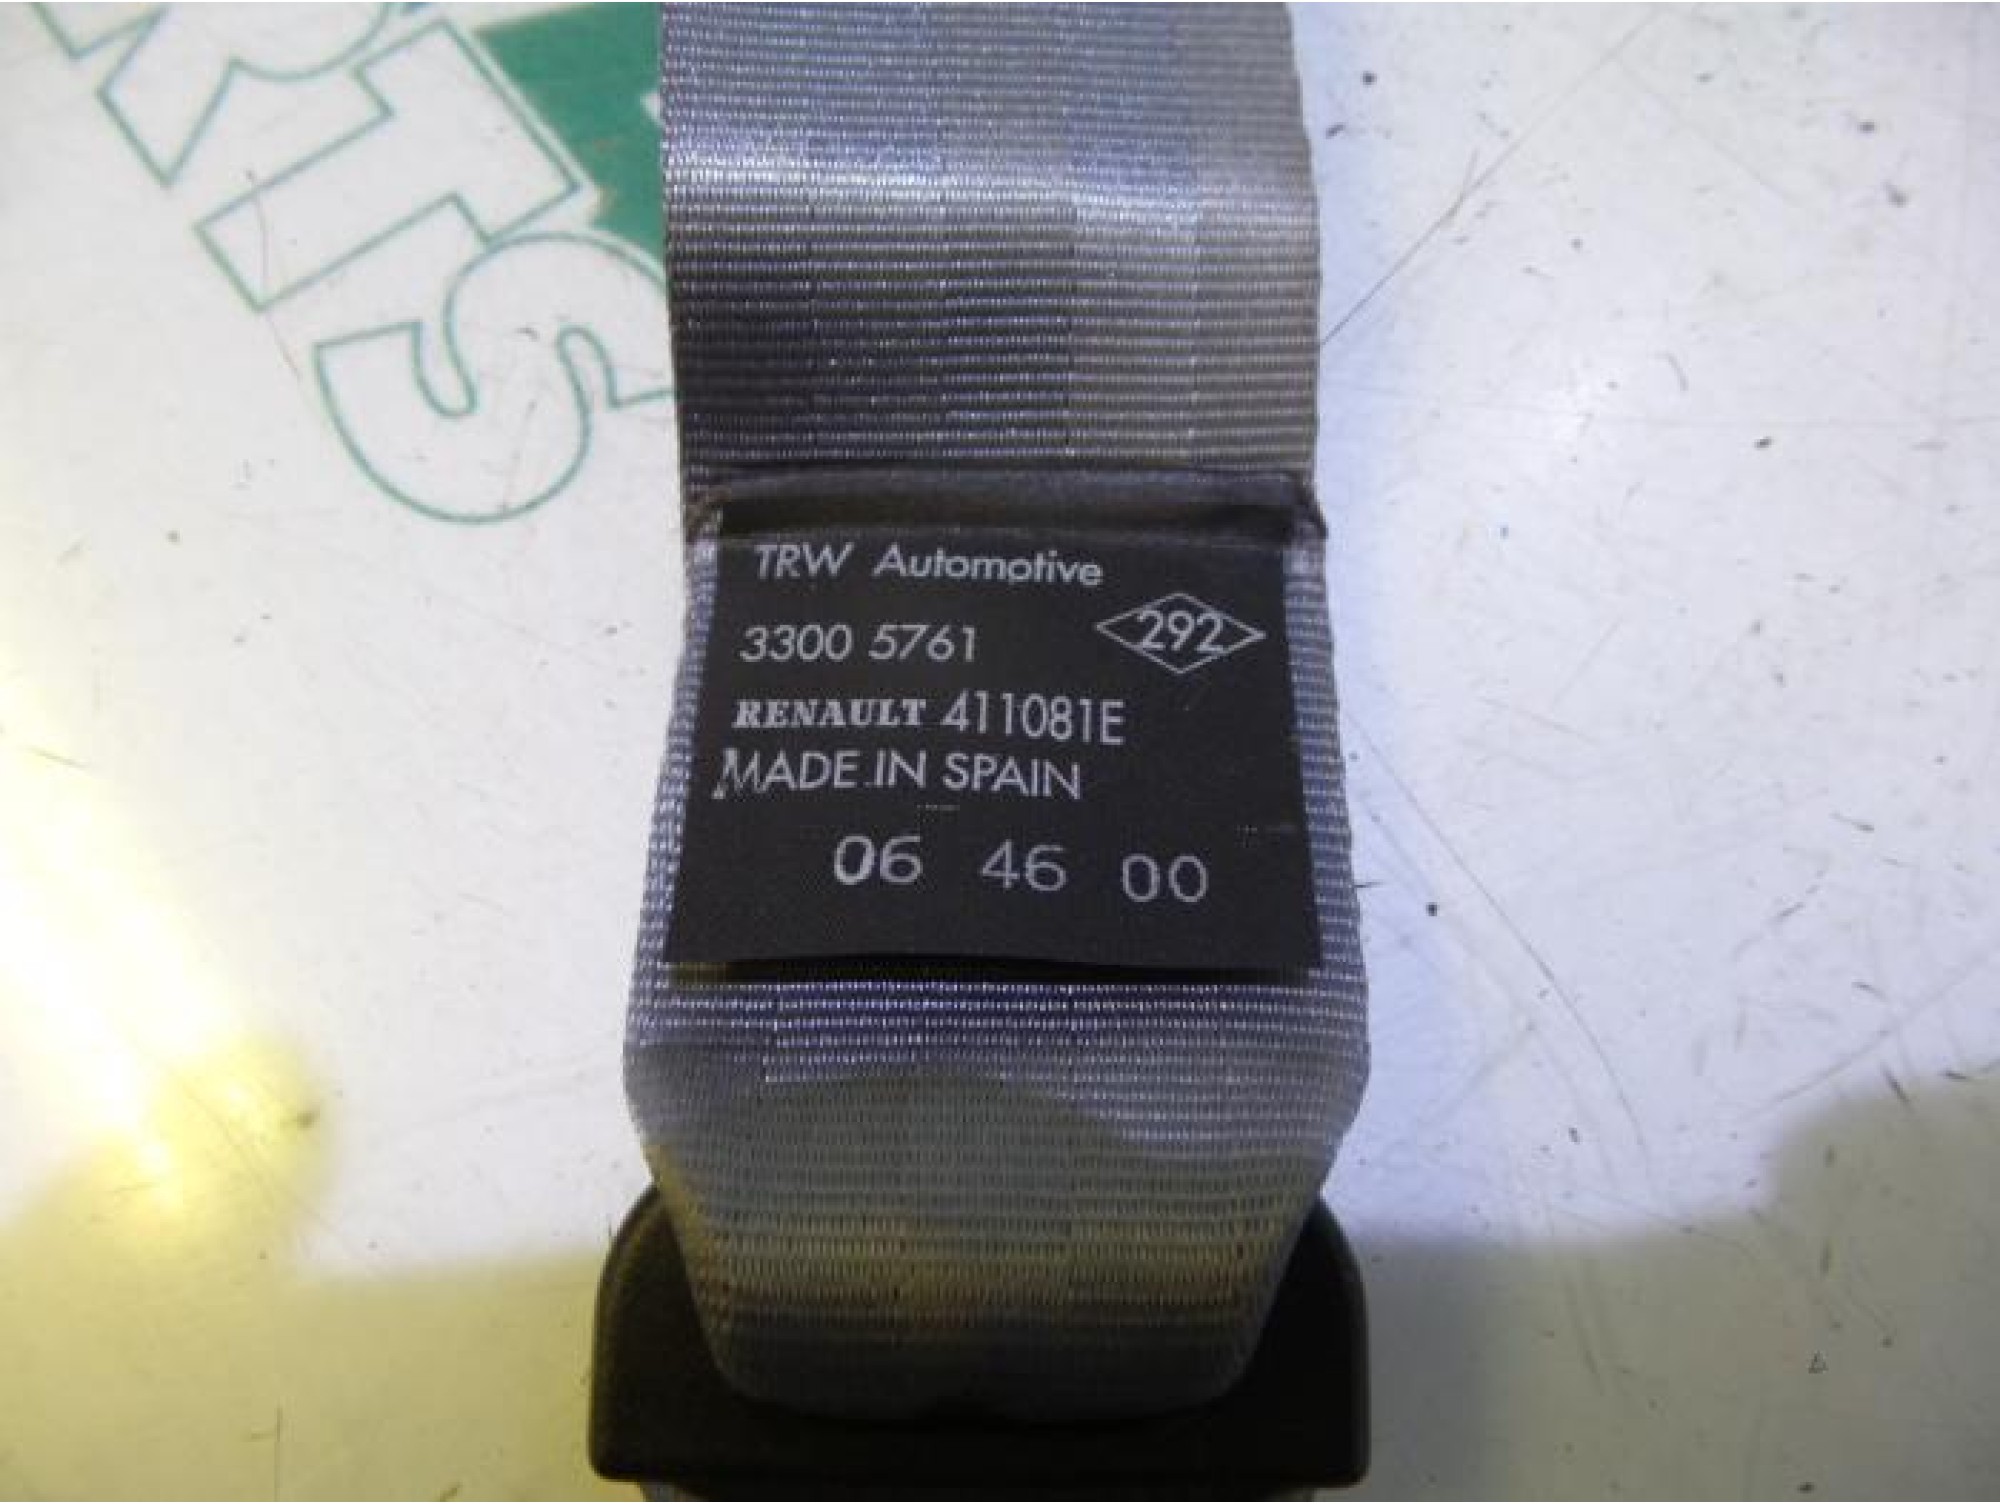 TRW Automotive
3300 5761
292
RENAULT 411081E
MADE IN SPAIN
06 46 00